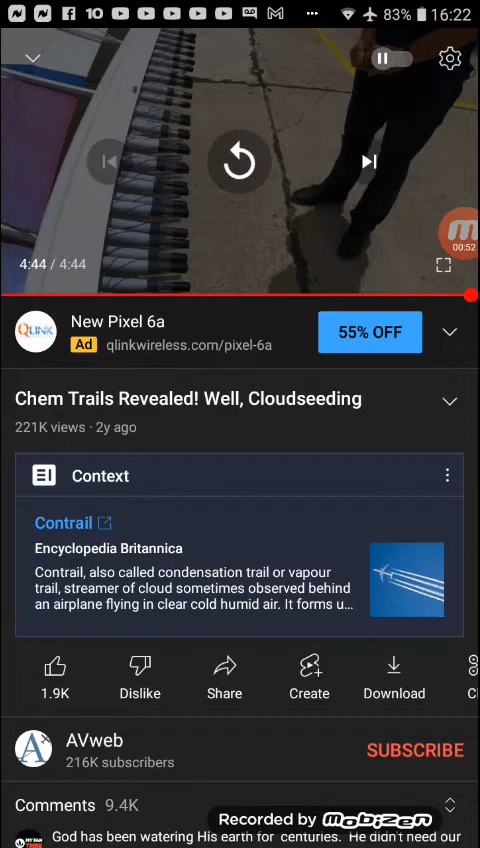 10
83% 16:22
00:52
4:44 / 4:44
QLINK
New Pixel 6a
Ad qlinkwireless.com/pixel-6a
55% OFF
Chem Trails Revealed! Well, Cloudseeding
221K views · 2y ago
Context
Contrail
Encyclopedia Britannica
Contrail, also called condensation trail or vapour
trail, streamer of cloud sometimes observed behind
an airplane flying in clear cold humid air. It forms u...
1.9K Dislike Share Create Download Cl
AVweb
216K subscribers
SUBSCRIBE
Comments 9.4K
Recorded by mobizen
God has been watering His earth for centuries. He didn't need our